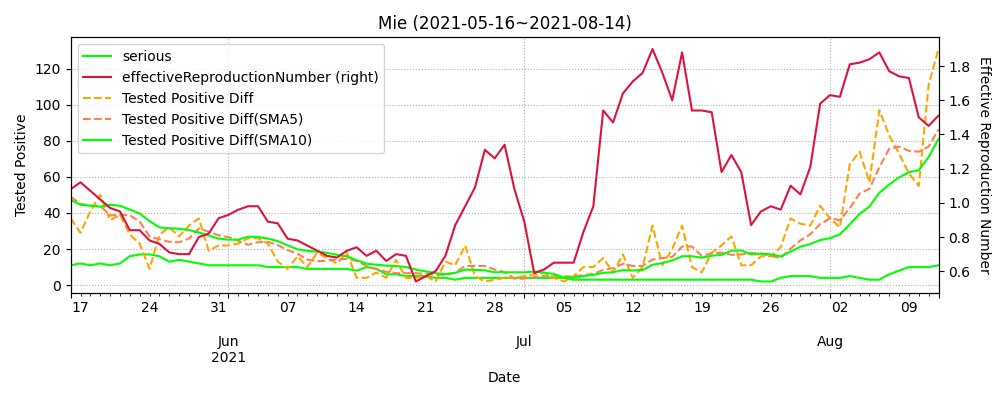 Mie (2021-05-16~2021-08-14)
serious
effectiveReproductionNumber (right)
Tested Positive Diff
Tested Positive Diff(SMA5)
Tested Positive Diff(SMA10)
Tested Positive
0
20
40
60
80
100
120
Effective Reproduction Number
0.6
0.8
1.0
1.2
1.4
1.6
1.8
17 24 31 07 14 21 28 05 12 19 26 02 09
Jun Jul Aug
2021
Date